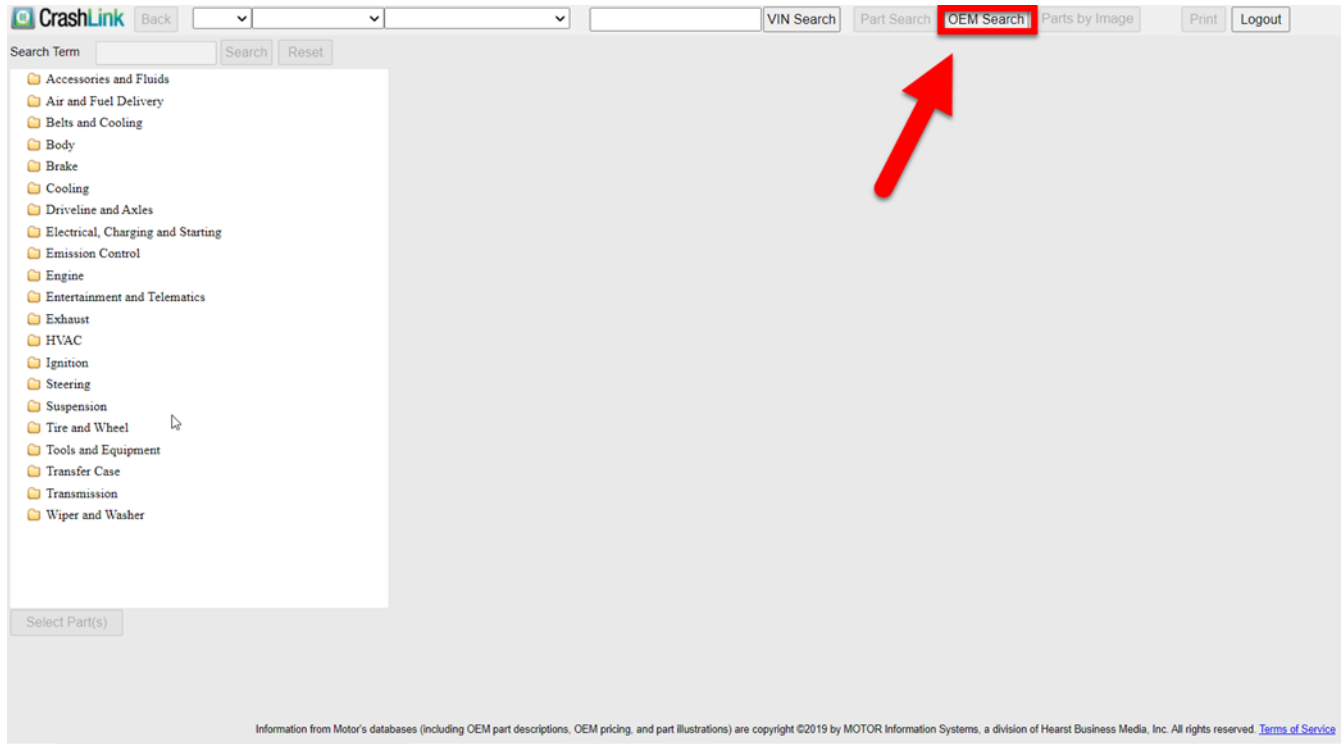 CrashLink Back VIN Search Part Search OEM Search Parts by Image Print Logout
Search Term Search Reset
Accessories and Fluids
Air and Fuel Delivery
Belts and Cooling
Body
Brake
Cooling
Driveline and Axles
Electrical, Charging and Starting
Emission Control
Engine
Entertainment and Telematics
Exhaust
HVAC
Ignition
Steering
Suspension
Tire and Wheel
Tools and Equipment
Transfer Case
Transmission
Wiper and Washer
Select Part(s)
Information from Motor's databases (including OEM part descriptions, OEM pricing, and part illustrations) are copyright ©2019 by MOTOR Information Systems, a division of Hearst Business Media, Inc. All rights reserved. Terms of Service